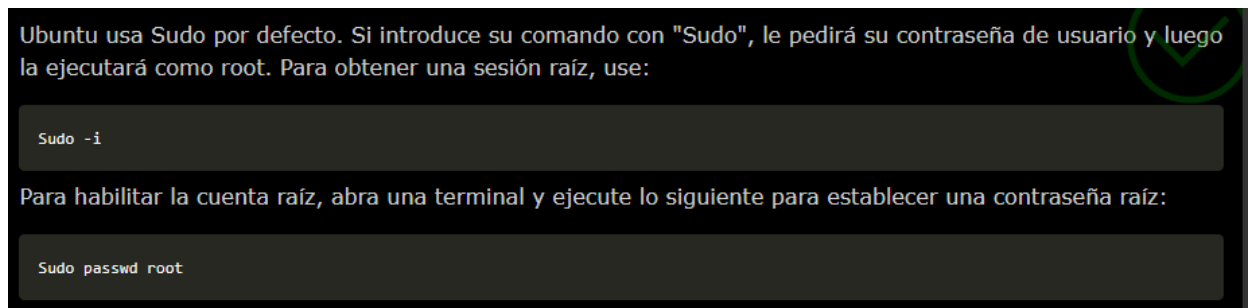 Ubuntu usa Sudo por defecto. Si introduce su comando con "Sudo", le pedirá su contraseña de usuario y luego
la ejecutará como root. Para obtener una sesión raíz, use:
Sudo -i
Para habilitar la cuenta raíz, abra una terminal y ejecute lo siguiente para establecer una contraseña raíz:
Sudo passwd root